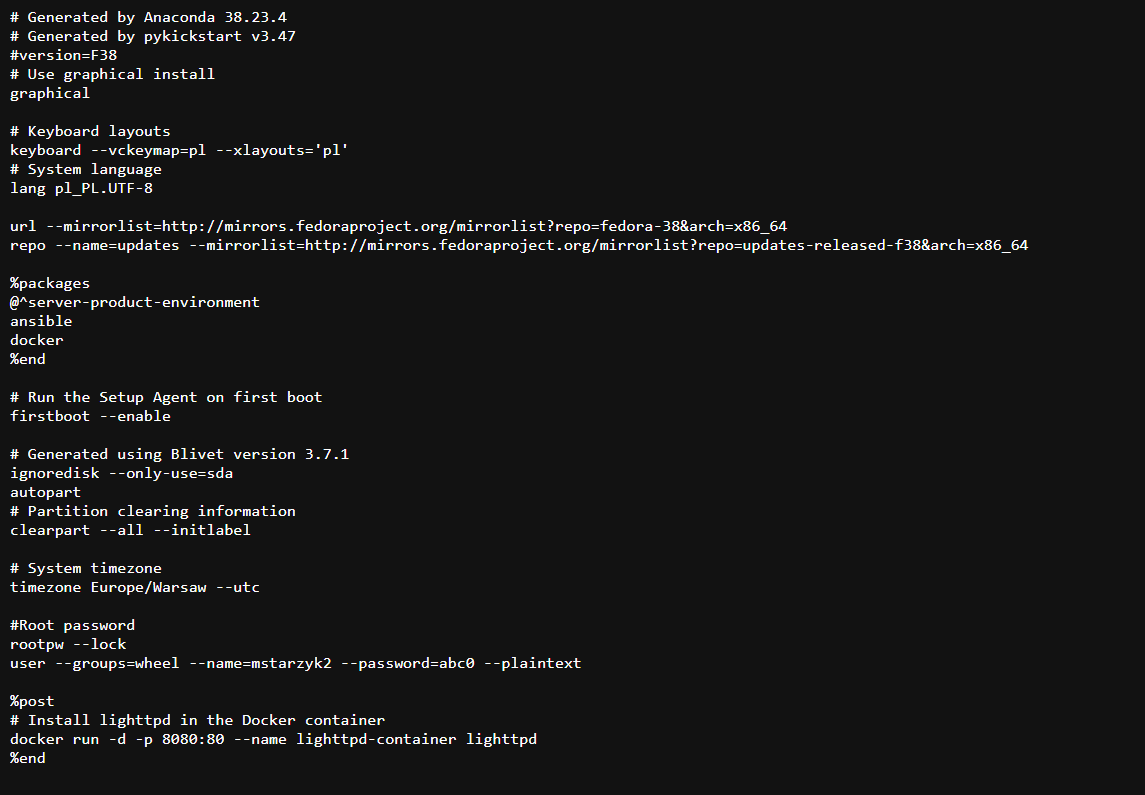 # Generated by Anaconda 38.23.4
# Generated by pykickstart v3.47
#version=F38
# Use graphical install
graphical

# Keyboard layouts
keyboard --vckeymap=pl --xlayouts='pl'
# System language
lang pl_PL.UTF-8

url --mirrorlist=http://mirrors.fedoraproject.org/mirrorlist?repo=fedora-38&arch=x86_64
repo --name=updates --mirrorlist=http://mirrors.fedoraproject.org/mirrorlist?repo=updates-released-f38&arch=x86_64

%packages
@^server-product-environment
ansible
docker
%end

# Run the Setup Agent on first boot
firstboot --enable

# Generated using Blivet version 3.7.1
ignoredisk --only-use=sda
autopart
# Partition clearing information
clearpart --all --initlabel

# System timezone
timezone Europe/Warsaw --utc

#Root password
rootpw --lock
user --groups=wheel --name=mstarzyk2 --password=abc0 --plaintext

%post
# Install lighttpd in the Docker container
docker run -d -p 8080:80 --name lighttpd-container lighttpd
%end